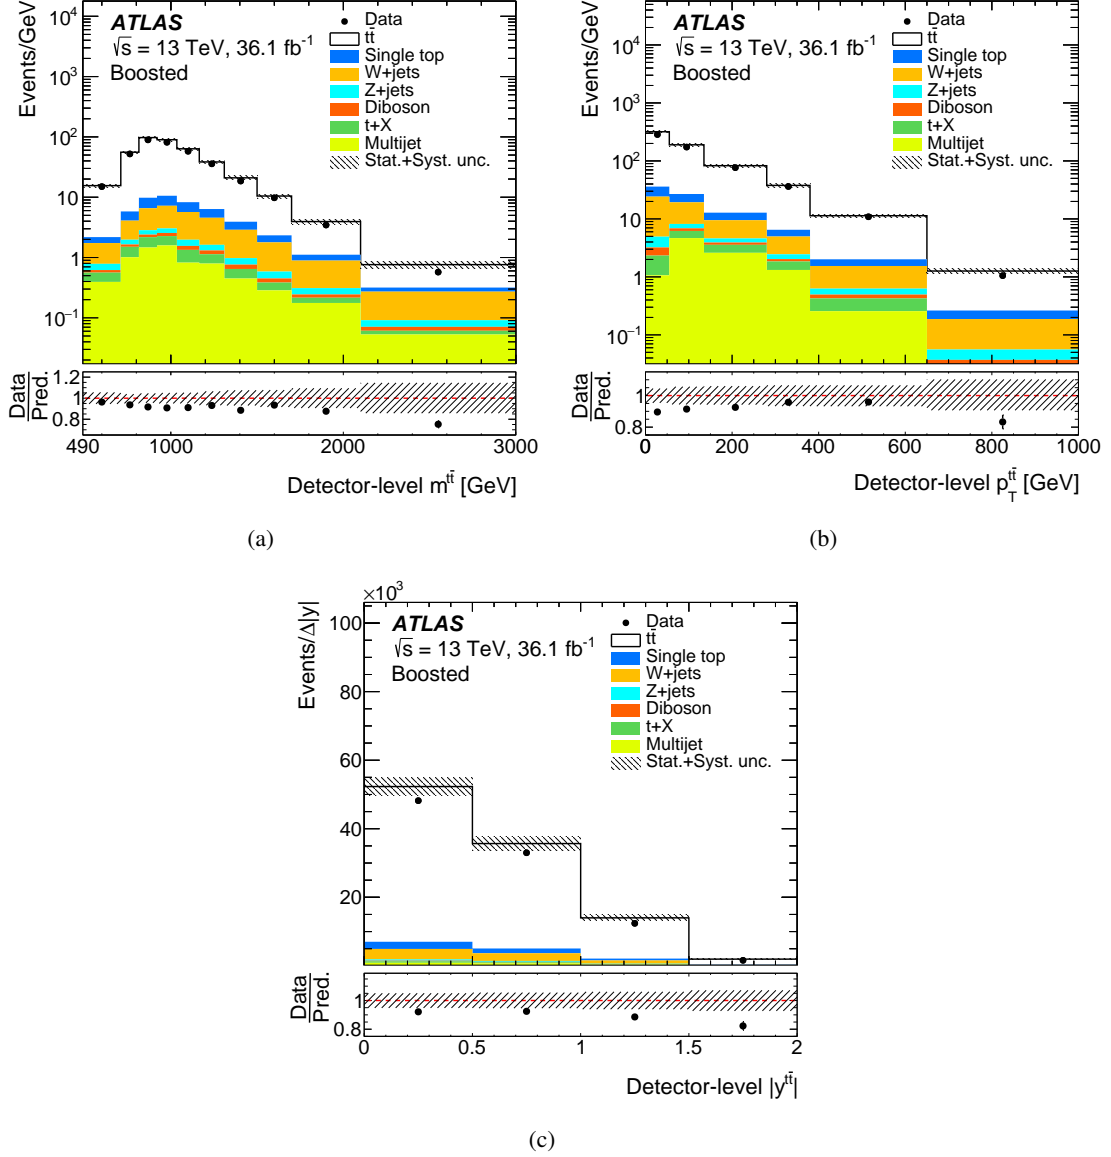 ATLAS
√s = 13 TeV, 36.1 fb⁻¹
Boosted
Data
tt̄
Single top
W+jets
Z+jets
Diboson
t+X
Multijet
Stat.+Syst. unc.
Events/GeV
10⁴
10³
10²
10
1
10⁻¹
Data
Pred.
1.2
1
0.8
490 1000 2000 3000
Detector-level m^{tt̄} [GeV]
(a)
ATLAS
√s = 13 TeV, 36.1 fb⁻¹
Boosted
Data
tt̄
Single top
W+jets
Z+jets
Diboson
t+X
Multijet
Stat.+Syst. unc.
Events/GeV
10⁴
10³
10²
10
1
10⁻¹
Data
Pred.
1
0.8
0 200 400 600 800 1000
Detector-level p_T^{tt̄} [GeV]
(b)
×10³
ATLAS
√s = 13 TeV, 36.1 fb⁻¹
Boosted
Data
tt̄
Single top
W+jets
Z+jets
Diboson
t+X
Multijet
Stat.+Syst. unc.
Events/Δ|y|
100
80
60
40
20
Data
Pred.
1
0.8
0 0.5 1 1.5 2
Detector-level |y^{tt̄}|
(c)